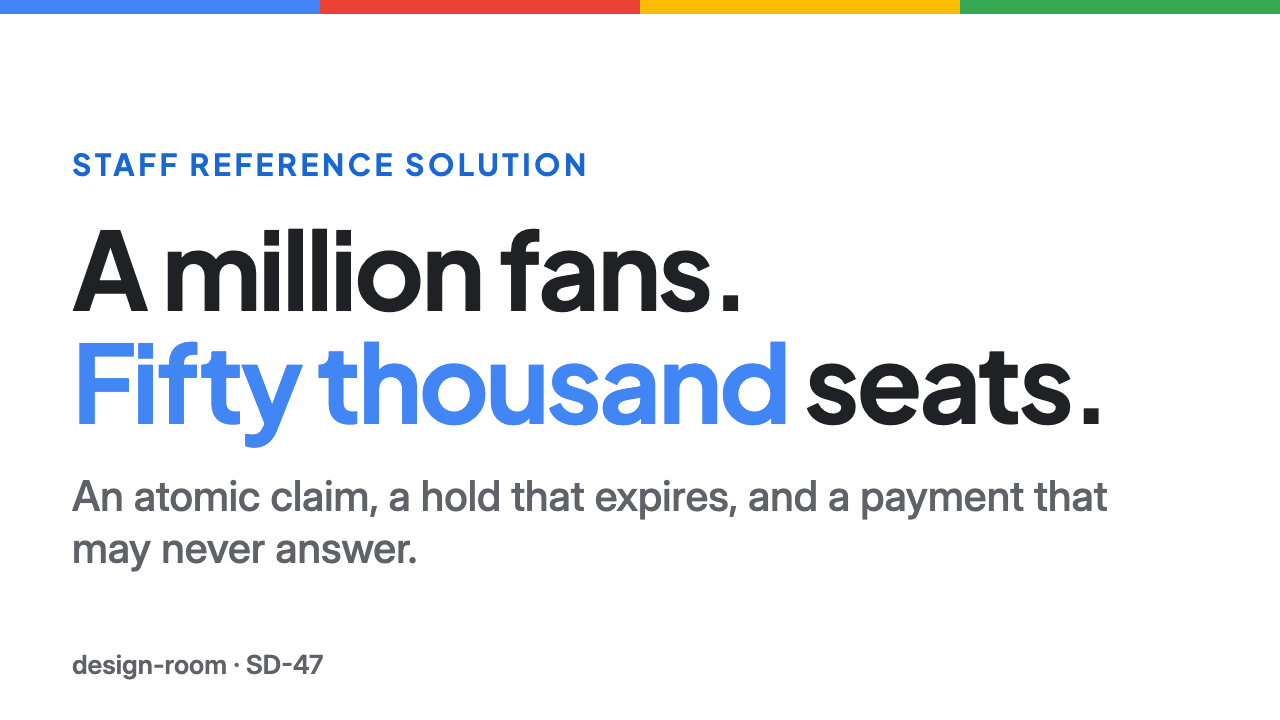 STAFF REFERENCE SOLUTION
A million fans.
Fifty thousand seats.
An atomic claim, a hold that expires, and a payment that
may never answer.
design-room · SD-47